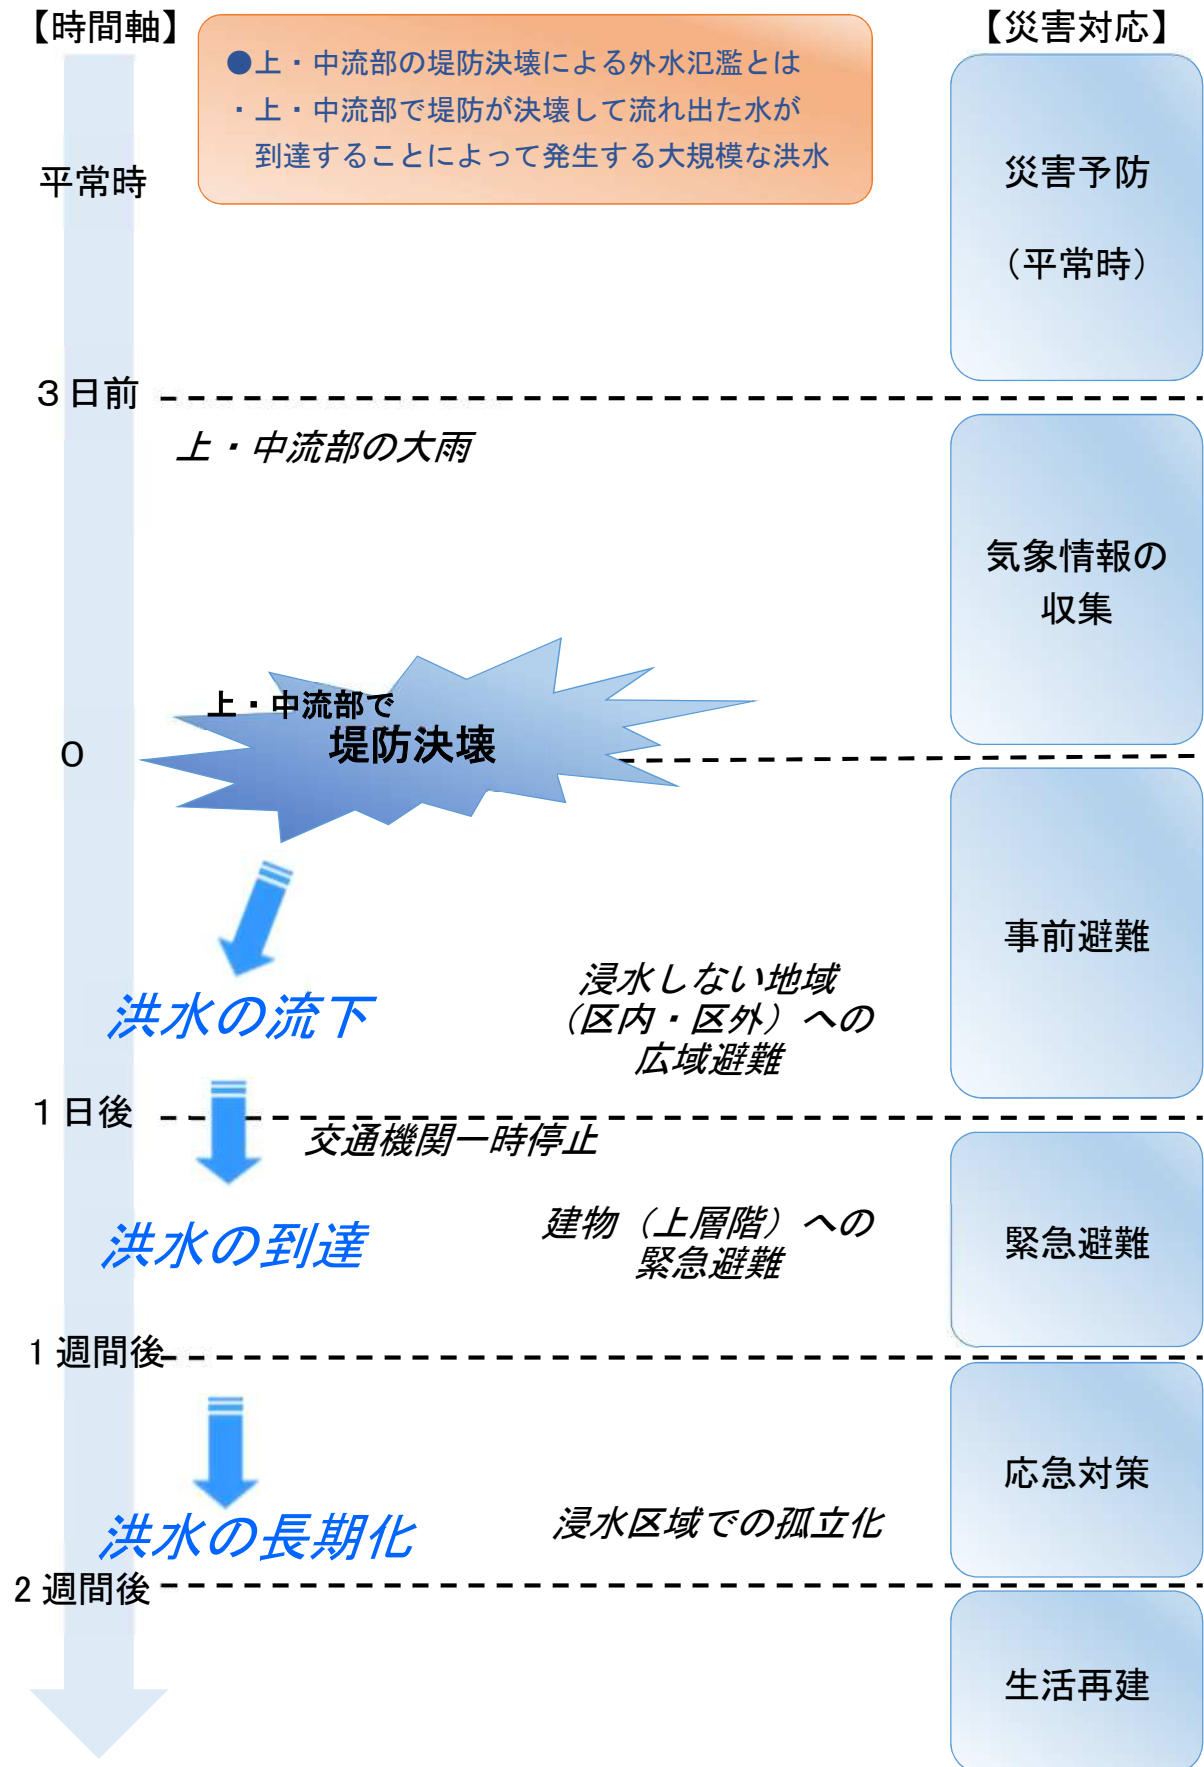 【時間軸】
【災害対応】
●上・中流部の堤防決壊による外水氾濫とは
・上・中流部で堤防が決壊して流れ出た水が
到達することによって発生する大規模な洪水
平常時
災害予防
（平常時）
３日前
上・中流部の大雨
気象情報の
収集
上・中流部で
堤防決壊
０
事前避難
洪水の流下
浸水しない地域
（区内・区外）への
広域避難
１日後
交通機関一時停止
洪水の到達
建物（上層階）への
緊急避難
緊急避難
１週間後
応急対策
洪水の長期化
浸水区域での孤立化
２週間後
生活再建